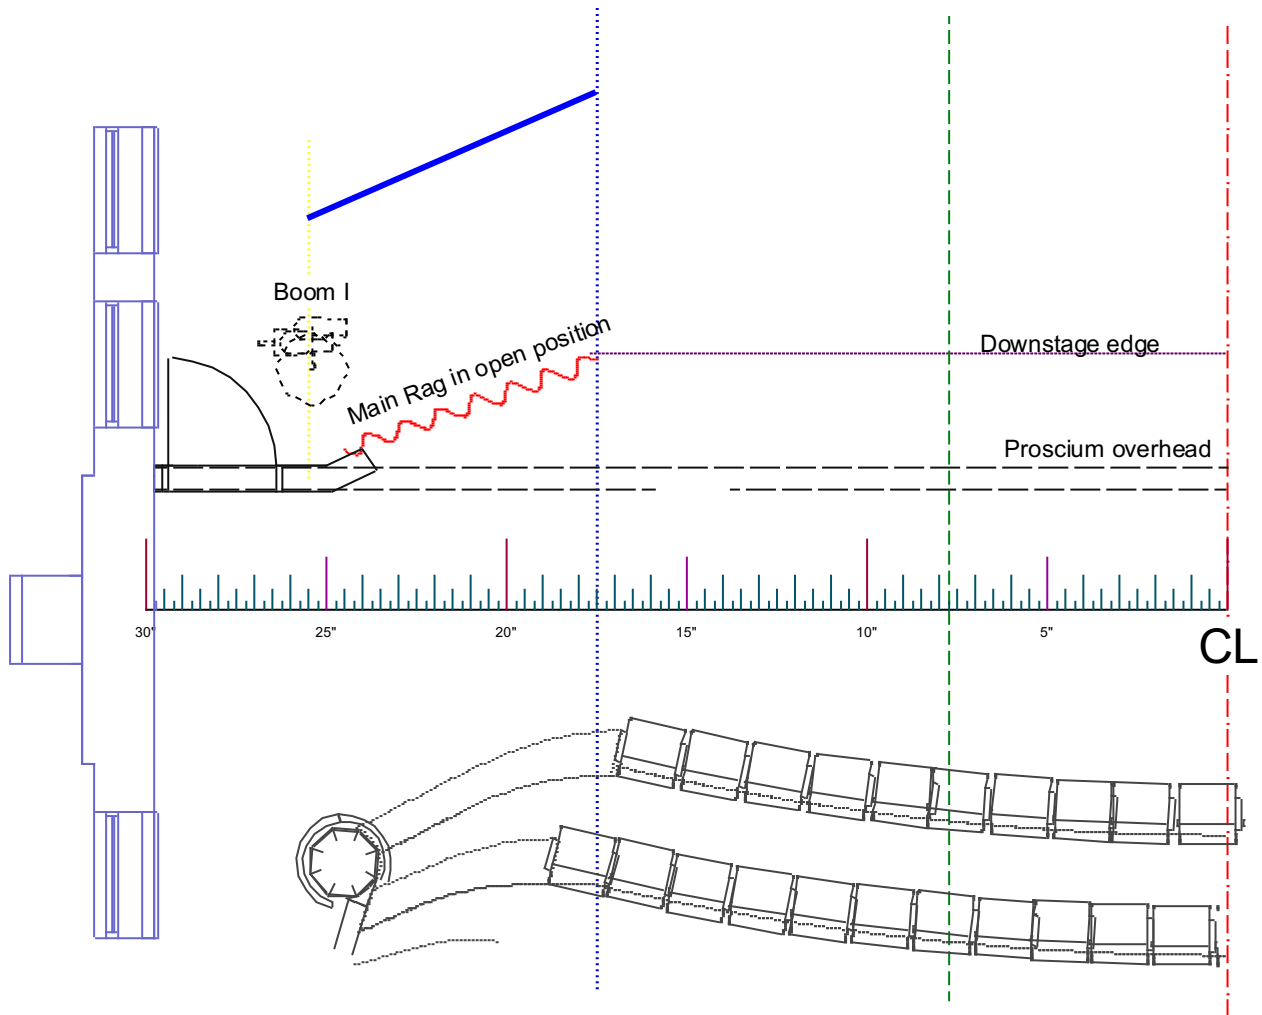 Boom I
Main Rag in open position
Downstage edge
Proscium overhead
30" 25" 20" 15" 10" 5"
CL